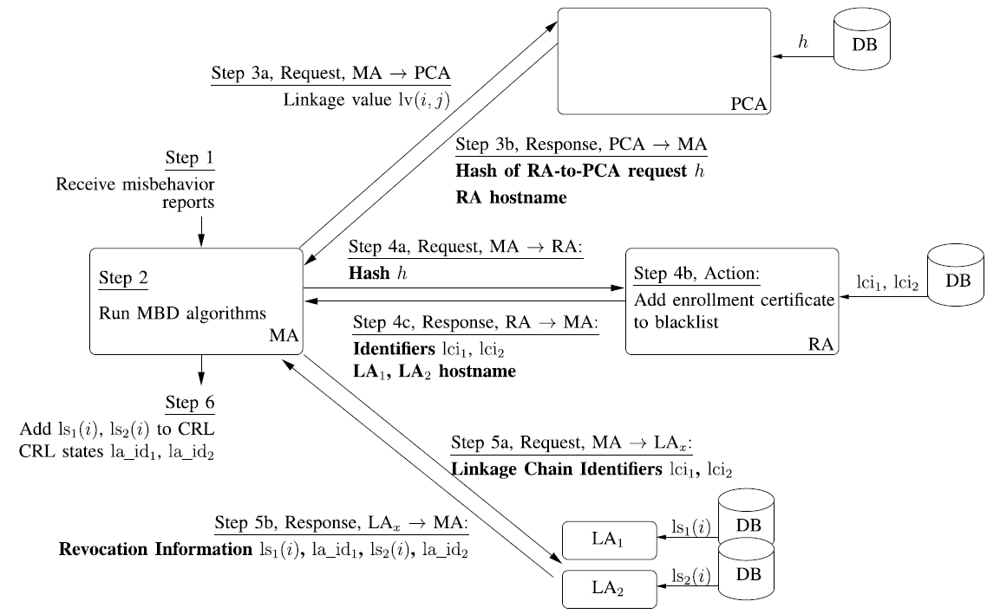 h
DB
Step 3a, Request, MA → PCA
Linkage value lv(i, j)
PCA
Step 3b, Response, PCA → MA
Hash of RA-to-PCA request h
RA hostname
Step 1
Receive misbehavior
reports
Step 2
Run MBD algorithms
MA
Step 4a, Request, MA → RA:
Hash h
Step 4b, Action:
Add enrollment certificate
to blacklist
RA
lci₁, lci₂
DB
Step 4c, Response, RA → MA:
Identifiers lci₁, lci₂
LA₁, LA₂ hostname
Step 6
Add ls₁(i), ls₂(i) to CRL
CRL states la_id₁, la_id₂
Step 5a, Request, MA → LAₓ:
Linkage Chain Identifiers lci₁, lci₂
Step 5b, Response, LAₓ → MA:
Revocation Information ls₁(i), la_id₁, ls₂(i), la_id₂
LA₁
ls₁(i)
DB
LA₂
ls₂(i)
DB